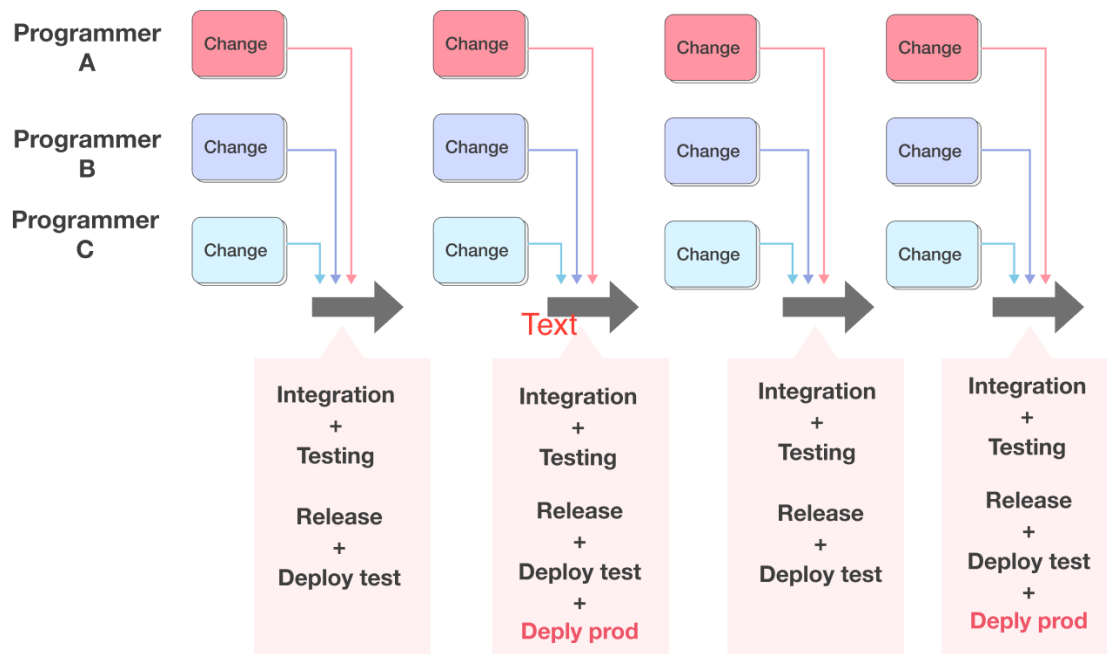 Programmer
A
Change
Change
Change
Change
Programmer
B
Change
Change
Change
Change
Programmer
C
Change
Change
Change
Change
Text
Integration
+
Testing
Release
+
Deploy test
Integration
+
Testing
Release
+
Deploy test
+
Deply prod
Integration
+
Testing
Release
+
Deploy test
Integration
+
Testing
Release
+
Deploy test
+
Deply prod